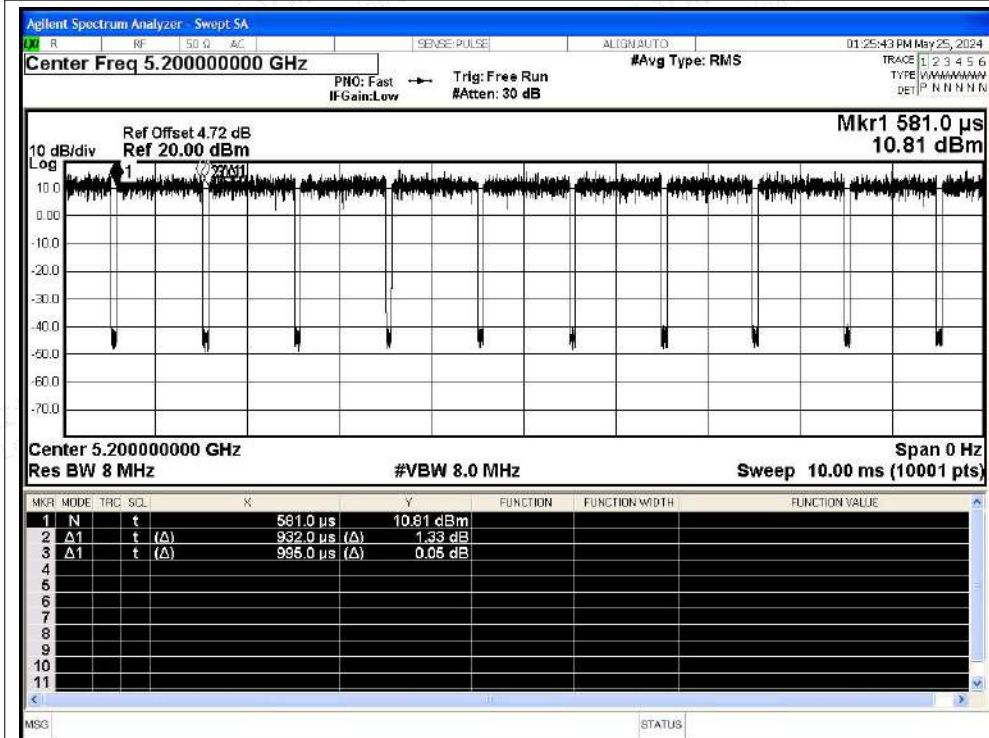 Agilent Spectrum Analyzer - Swept SA
LXI R RF 50 Ω AC SENSE:PULSE ALIGN AUTO 01:25:43 PM May 25, 2024
Center Freq 5.200000000 GHz #Avg Type: RMS TRACE 1 2 3 4 5 6
PNO: Fast Trig: Free Run TYPE
IFGain:Low #Atten: 30 dB DET P N N N N N
Mkr1 581.0 µs
Ref Offset 4.72 dB
10 dB/div Ref 20.00 dBm 10.81 dBm
Log
1
10.0
0.00
-10.0
-20.0
-30.0
-40.0
-50.0
-60.0
-70.0
Center 5.200000000 GHz Span 0 Hz
Res BW 8 MHz #VBW 8.0 MHz Sweep 10.00 ms (10001 pts)
MKR MODE TRC SCL X Y FUNCTION FUNCTION WIDTH FUNCTION VALUE
1 N t 581.0 µs 10.81 dBm
2 Δ1 t (Δ) 932.0 µs (Δ) 1.33 dB
3 Δ1 t (Δ) 995.0 µs (Δ) 0.05 dB
4
5
6
7
8
9
10
11
MSG STATUS